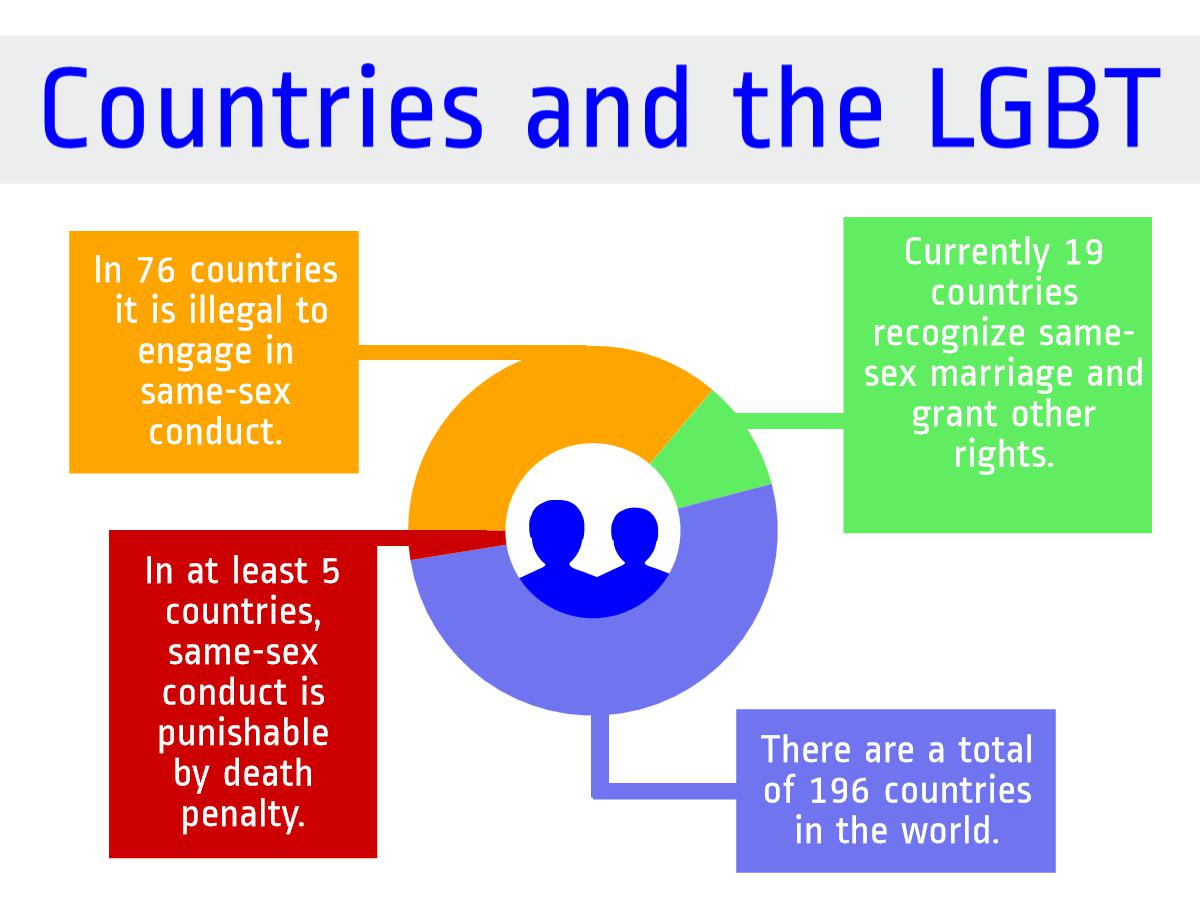 Countries and the LGBT
In 76 countries
it is illegal to
engage in
same-sex
conduct.
Currently 19
countries
recognize same-
sex marriage and
grant other
rights.
In at least 5
countries,
same-sex
conduct is
punishable
by death
penalty.
There are a total
of 196 countries
in the world.